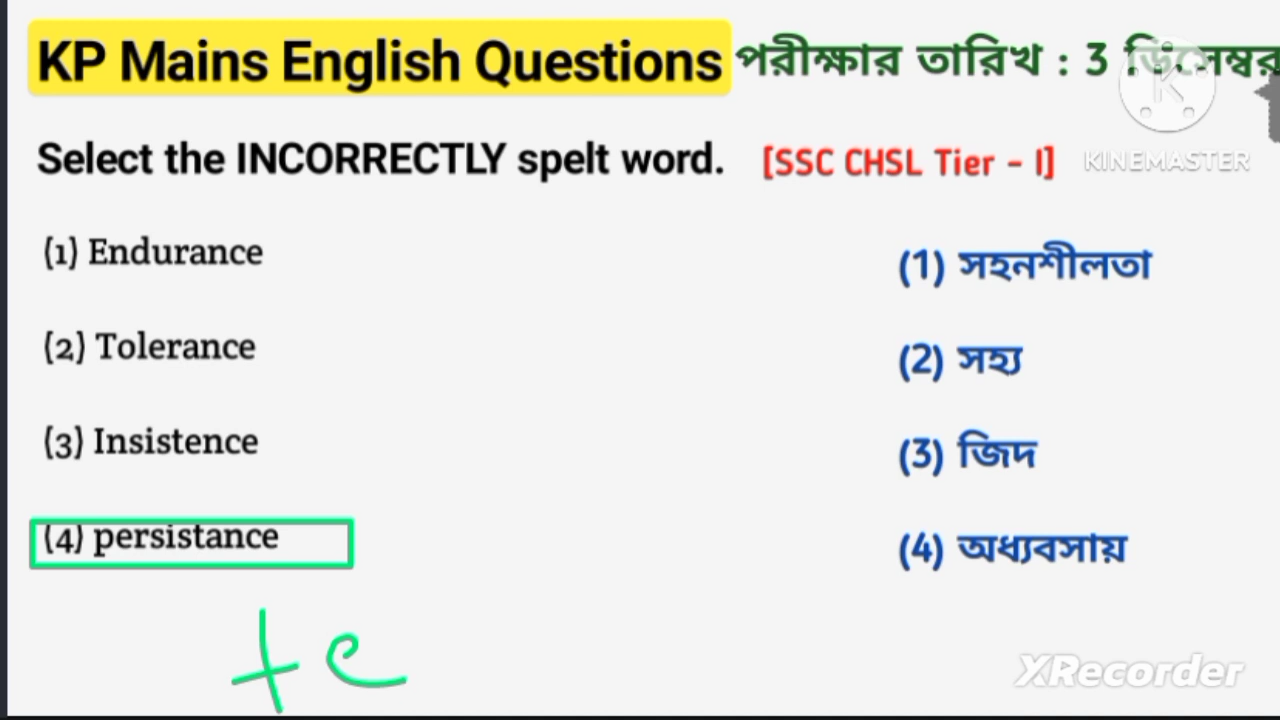 KP Mains English Questions পরীক্ষার তারিখ : 3 ডিসেম্বর
KINEMASTER
Select the INCORRECTLY spelt word. [SSC CHSL Tier - I]
(1) Endurance (1) সহনশীলতা
(2) Tolerance (2) সহ্য
(3) Insistence (3) জিদ
(4) persistance (4) অধ্যবসায়
te
XRecorder